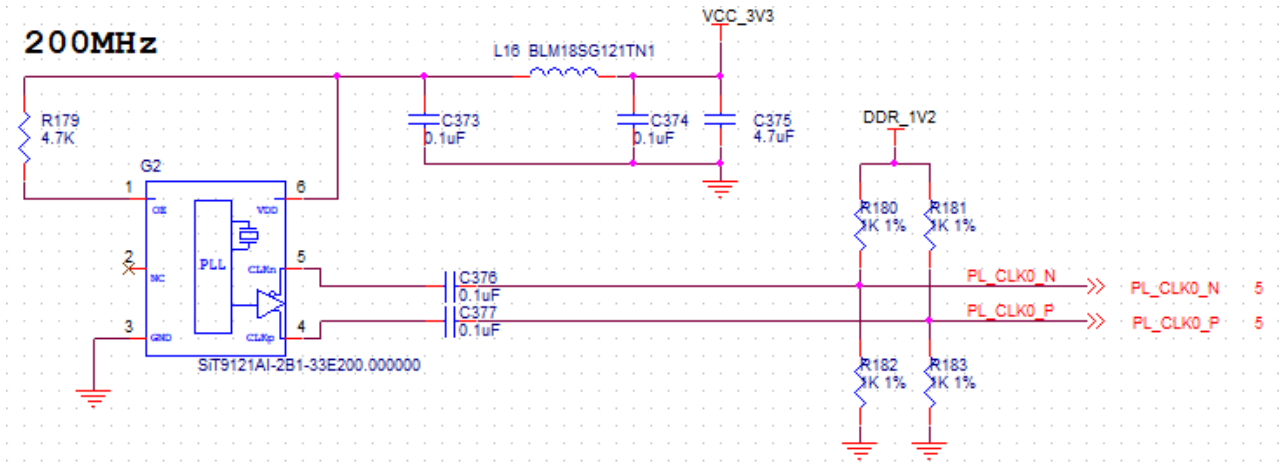 VCC_3V3
200MHz
L16 BLM18SG121TN1
R179
4.7K
C373
0.1uF
C374
0.1uF
C375
4.7uF
DDR_1V2
G2
1
6
OE
VDD
R180
1K 1%
R181
1K 1%
2
NC
PLL
CLKn
5
C376
0.1uF
PL_CLK0_N
PL_CLK0_N 5
3
GND
CLKp
4
C377
0.1uF
PL_CLK0_P
PL_CLK0_P 5
SiT9121AI-2B1-33E200.000000
R182
1K 1%
R183
1K 1%